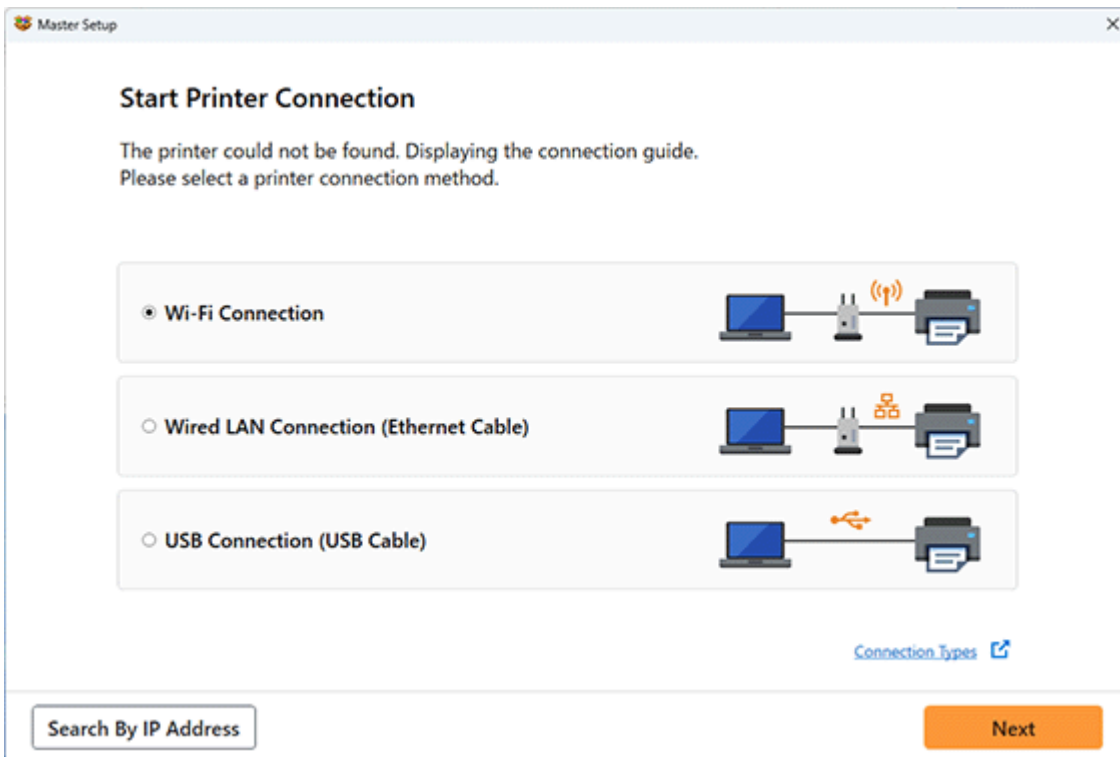 Master Setup
Start Printer Connection
The printer could not be found. Displaying the connection guide.
Please select a printer connection method.
Wi-Fi Connection
Wired LAN Connection (Ethernet Cable)
USB Connection (USB Cable)
Connection Types
Search By IP Address
Next